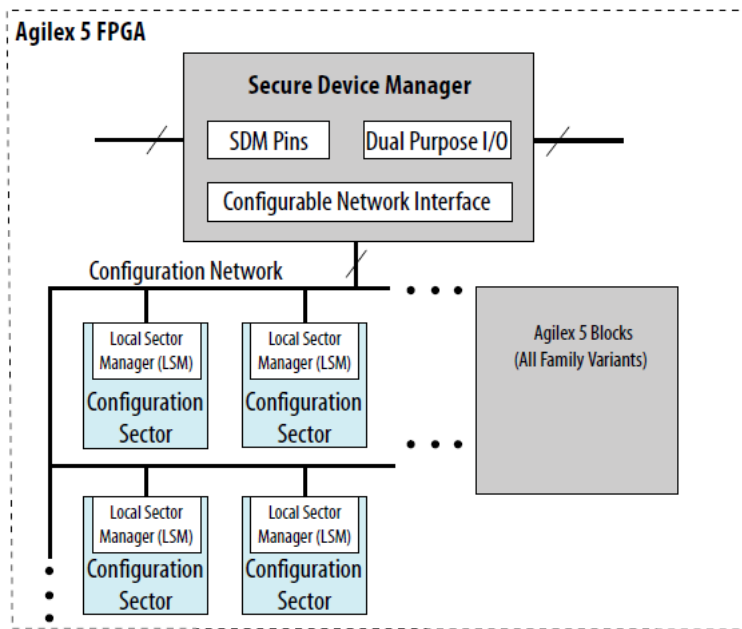 Agilex 5 FPGA
Secure Device Manager
SDM Pins
Dual Purpose I/O
Configurable Network Interface
Configuration Network
Local Sector
Manager (LSM)
Configuration
Sector
Local Sector
Manager (LSM)
Configuration
Sector
Agilex 5 Blocks
(All Family Variants)
Local Sector
Manager (LSM)
Configuration
Sector
Local Sector
Manager (LSM)
Configuration
Sector